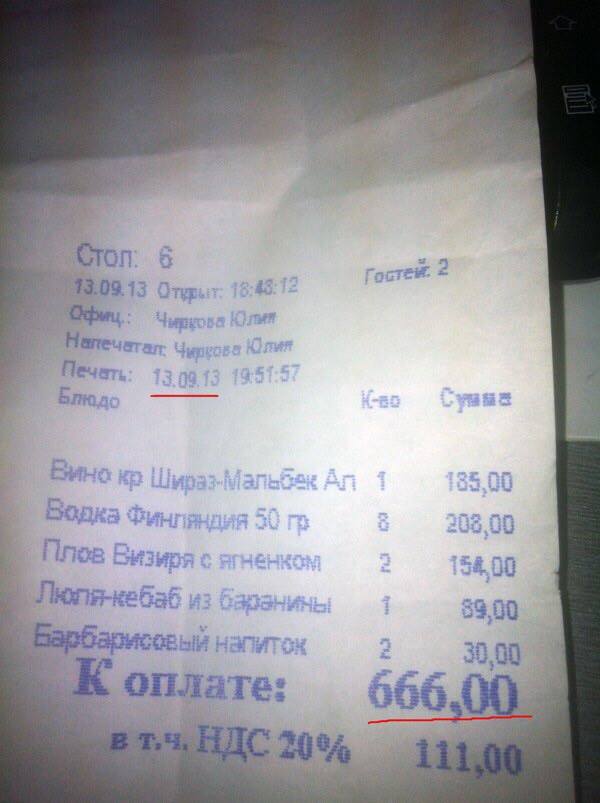 Стол: 6
Гостей: 2
13.09.13 Открыт: 18:48:12
Офиц.: Чиркова Юлия
Напечатал: Чиркова Юлия
Печать: 13.09.13 19:51:57
Блюдо К-во Сумма
Вино кр Шираз-Мальбек Ал 1 185,00
Водка Финляндия 50 гр 8 208,00
Плов Визиря с ягненком 2 154,00
Люля-кебаб из баранины 1 89,00
Барбарисовый напиток 2 30,00
К оплате: 666,00
в т.ч. НДС 20% 111,00